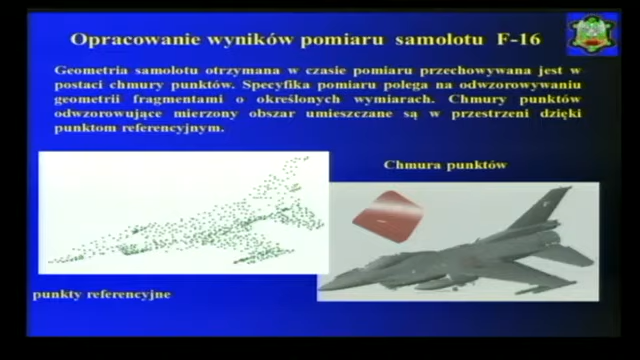 Opracowanie wyników pomiaru samolotu F-16
Geometria samolotu otrzymana w czasie pomiaru przechowywana jest w
postaci chmury punktów. Specyfika pomiaru polega na odwzorowywaniu
geometrii fragmentami o określonych wymiarach. Chmury punktów
odwzorowujące mierzony obszar umieszczane są w przestrzeni dzięki
punktom referencyjnym.
Chmura punktów
punkty referencyjne